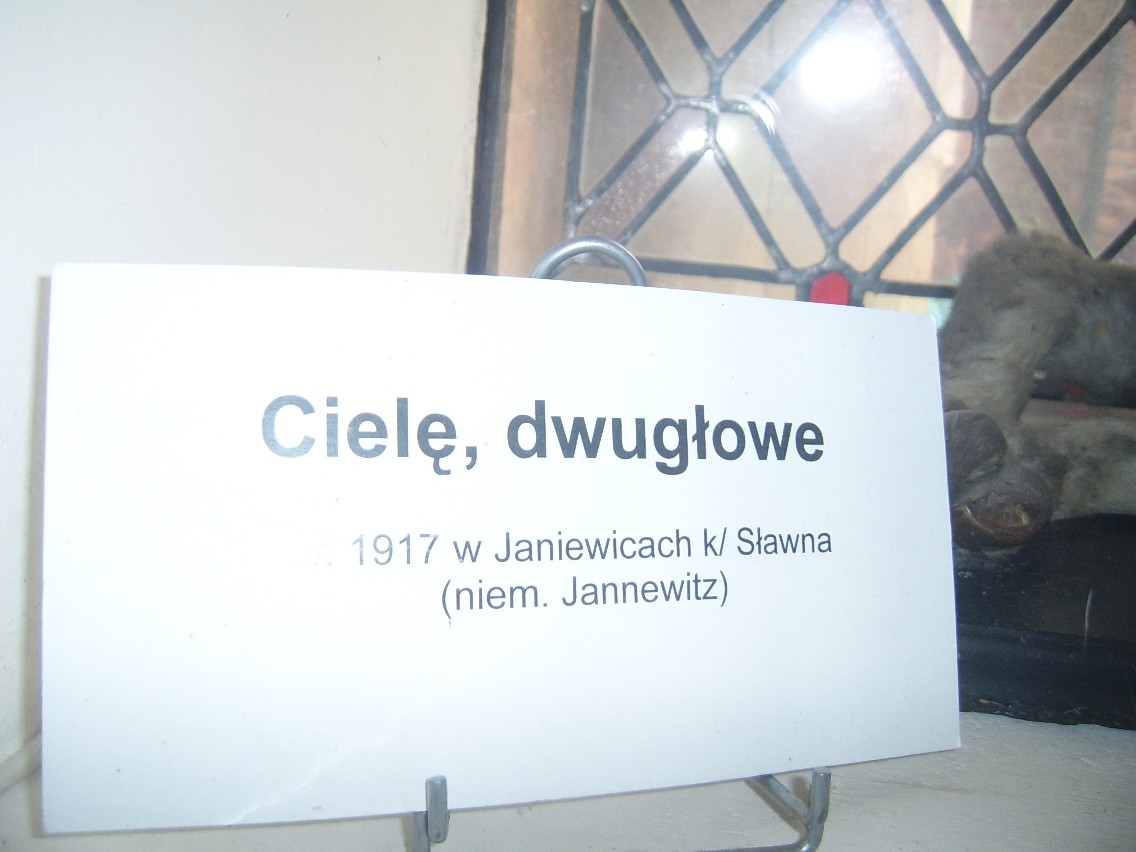 Cielę, dwugłowe
1917 w Janiewicach k/ Sławna
(niem. Jannewitz)